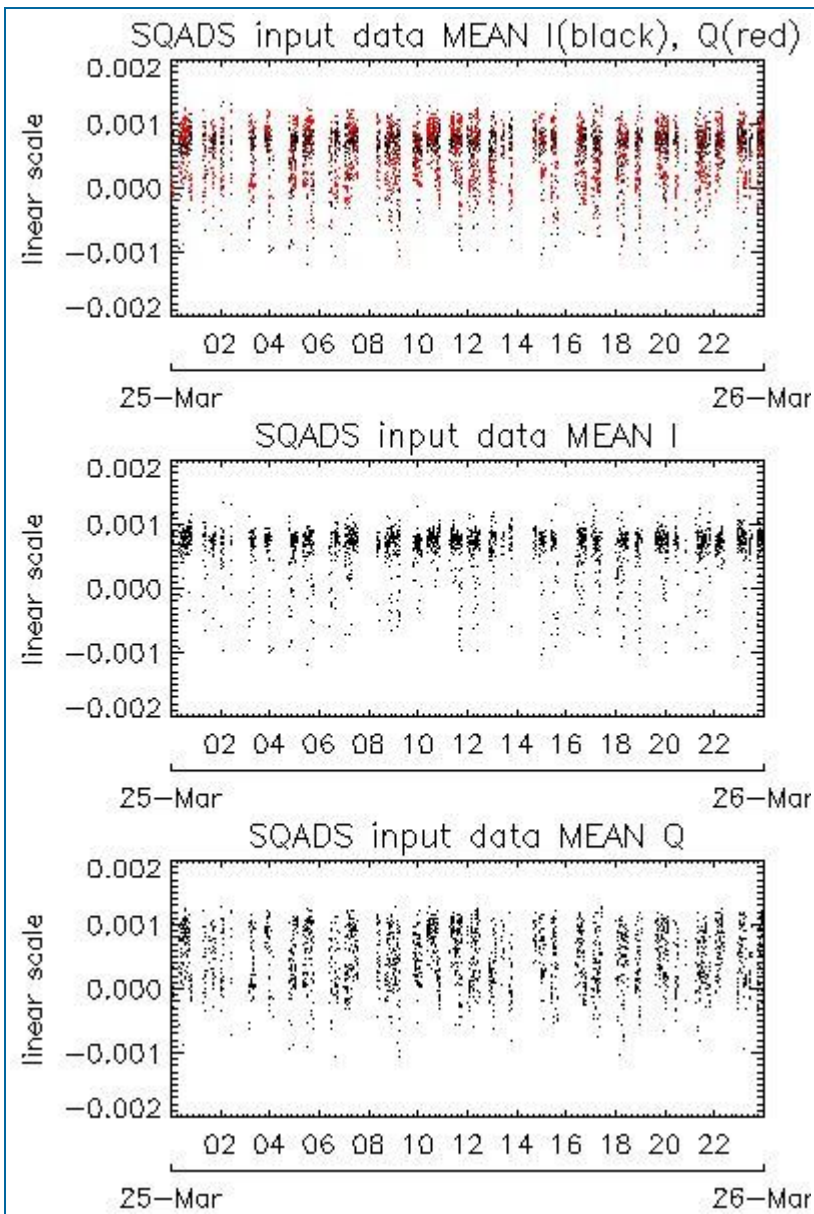 SQADS input data MEAN I(black), Q(red)
linear scale
0.002
0.001
0.000
−0.001
−0.002
02 04 06 08 10 12 14 16 18 20 22
25−Mar 26−Mar
SQADS input data MEAN I
linear scale
0.002
0.001
0.000
−0.001
−0.002
02 04 06 08 10 12 14 16 18 20 22
25−Mar 26−Mar
SQADS input data MEAN Q
linear scale
0.002
0.001
0.000
−0.001
−0.002
02 04 06 08 10 12 14 16 18 20 22
25−Mar 26−Mar